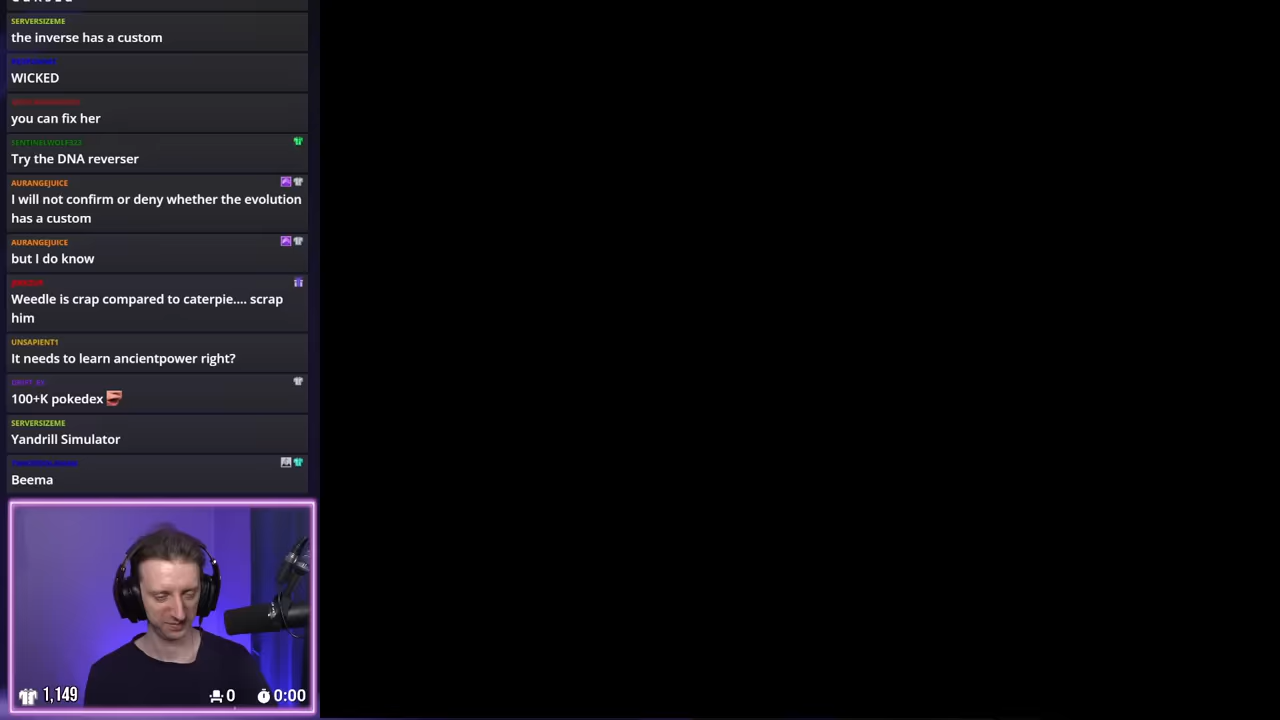 SERVERSIZEME
the inverse has a custom
WICKED
you can fix her
SENTINELWOLF323
Try the DNA reverser
AURANGEJUICE
I will not confirm or deny whether the evolution
has a custom
AURANGEJUICE
but I do know
Weedle is crap compared to caterpie.... scrap
him
UNSAPIENT1
It needs to learn ancientpower right?
100+K pokedex
SERVERSIZEME
Yandrill Simulator
Beema
1,149
0
0:00